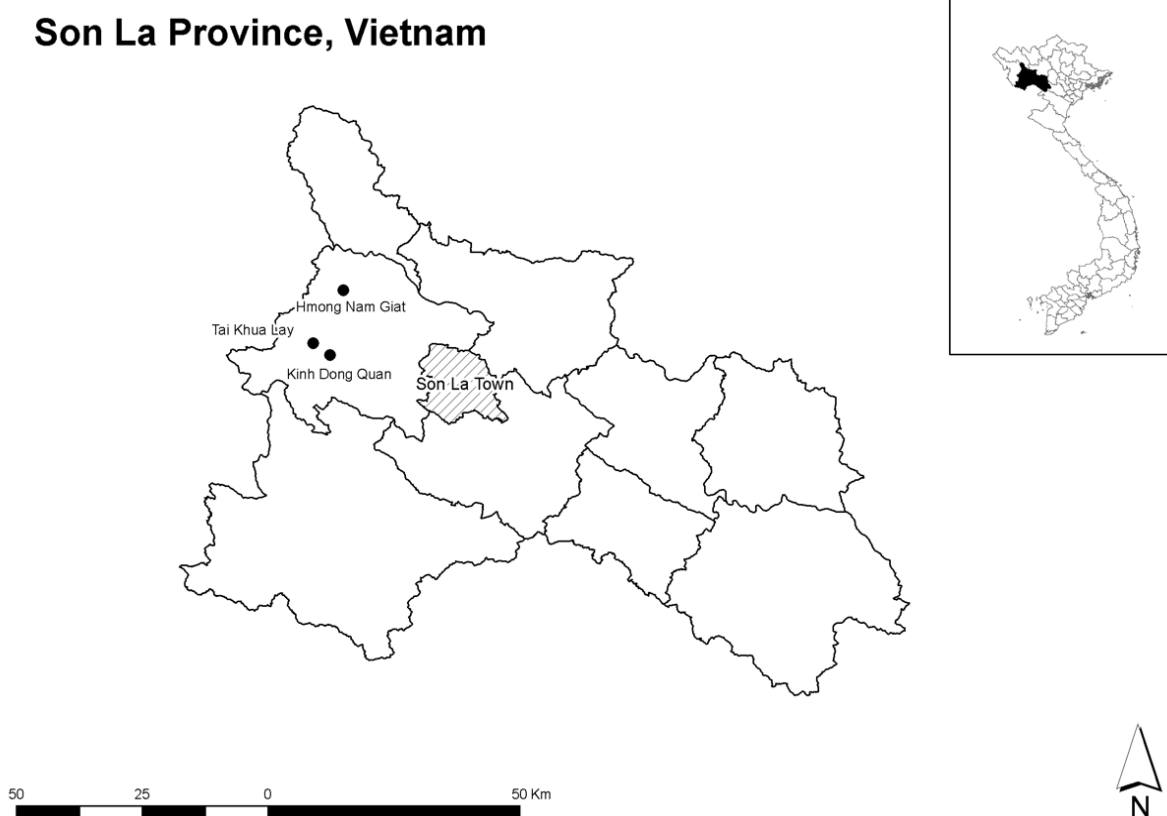 Son La Province, Vietnam
Hmong Nam Giat
Tai Khua Lay
Kinh Dong Quan
Son La Town
50 25 0 50 Km
N